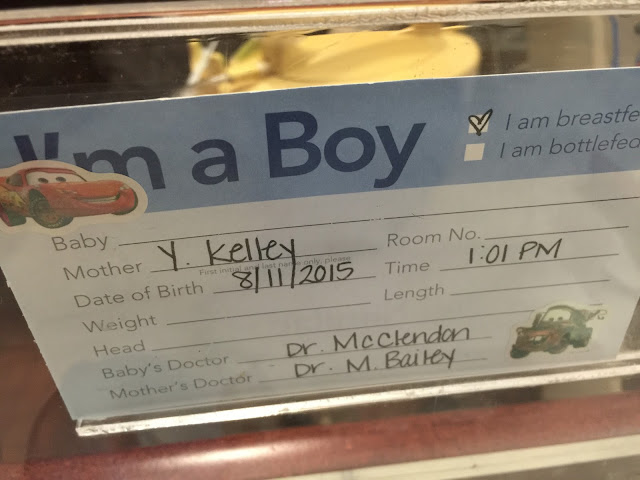 I'm a Boy
I am breastfe
I am bottlefed
Baby
Mother Y. Kelley
First initial and last name only, please
Room No.
Date of Birth 8/11/2015
Time 1:01 PM
Weight
Length
Head
Baby's Doctor Dr. McClendon
Mother's Doctor Dr. M. Bailey